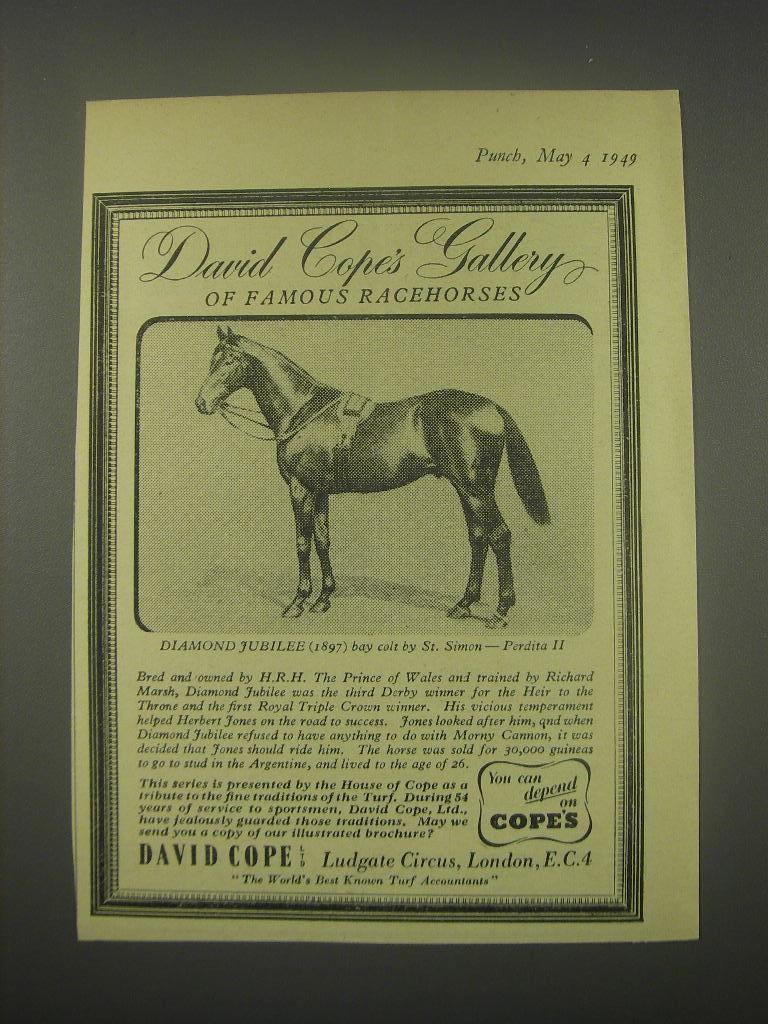 Punch, May 4 1949
David Cope's Gallery
OF FAMOUS RACEHORSES
DIAMOND JUBILEE (1897) bay colt by St. Simon — Perdita II
Bred and owned by H.R.H. The Prince of Wales and trained by Richard
Marsh, Diamond Jubilee was the third Derby winner for the Heir to the
Throne and the first Royal Triple Crown winner. His vicious temperament
helped Herbert Jones on the road to success. Jones looked after him, qnd when
Diamond Jubilee refused to have anything to do with Morny Cannon, it was
decided that Jones should ride him. The horse was sold for 30,000 guineas
to go to stud in the Argentine, and lived to the age of 26.
This series is presented by the House of Cope as a
tribute to the fine traditions of the Turf. During 54
years of service to sportsmen, David Cope, Ltd.,
have jealously guarded those traditions. May we
send you a copy of our illustrated brochure?
You can
depend
on
COPE'S
DAVID COPE LTD Ludgate Circus, London, E.C.4
"The World's Best Known Turf Accountants"